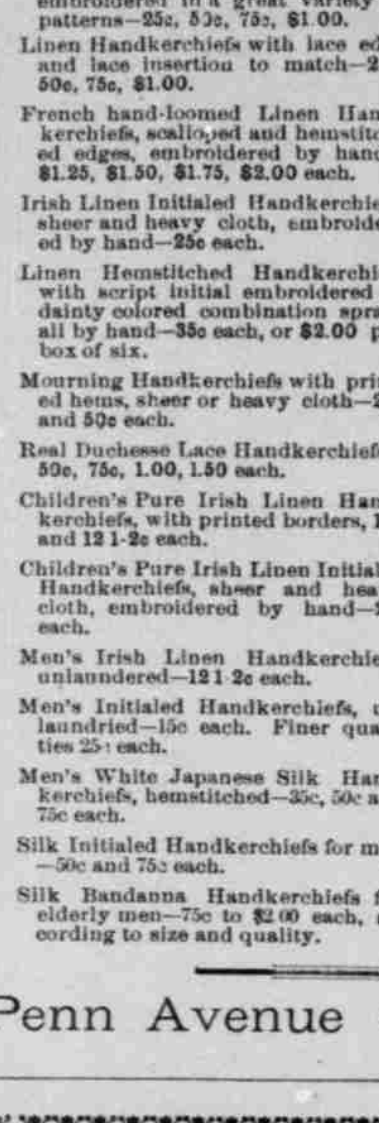 embroidered in a great variety
patterns—25c, 50c, 75c, $1.00.
Linen Handkerchiefs with lace ed
and lace insertion to match—2
50c, 75c, $1.00.
French hand-loomed Linen Han
kerchiefs, scalloped and hemstitc
ed edges, embroidered by hand
$1.25, $1.50, $1.75, $2.00 each.
Irish Linen Initialed Handkerchie
sheer and heavy cloth, embroide
ed by hand—25c each.
Linen Hemstitched Handkerchi
with script initial embroidered
dainty colored combination spra
all by hand—35c each, or $2.00 p
box of six.
Mourning Handkerchiefs with prin
ed hems, sheer or heavy cloth—2
and 50c each.
Real Duchesse Lace Handkerchiefs
50c, 75c, 1.00, 1.50 each.
Children's Pure Irish Linen Han
kerchiefs, with printed borders, 1
and 12 1-2c each.
Children's Pure Irish Linen Initial
Handkerchiefs, sheer and hea
cloth, embroidered by hand—
each.
Men's Irish Linen Handkerchie
unlaundered—12 1-2c each.
Men's Initialed Handkerchiefs, u
laundried—15c each. Finer qua
ties 25c each.
Men's White Japanese Silk Han
kerchiefs, hemstitched—35c, 50c a
75c each.
Silk Initialed Handkerchiefs for m
—50c and 75c each.
Silk Bandanna Handkerchiefs f
elderly men—75c to $2.00 each, a
cording to size and quality.
Penn Avenue